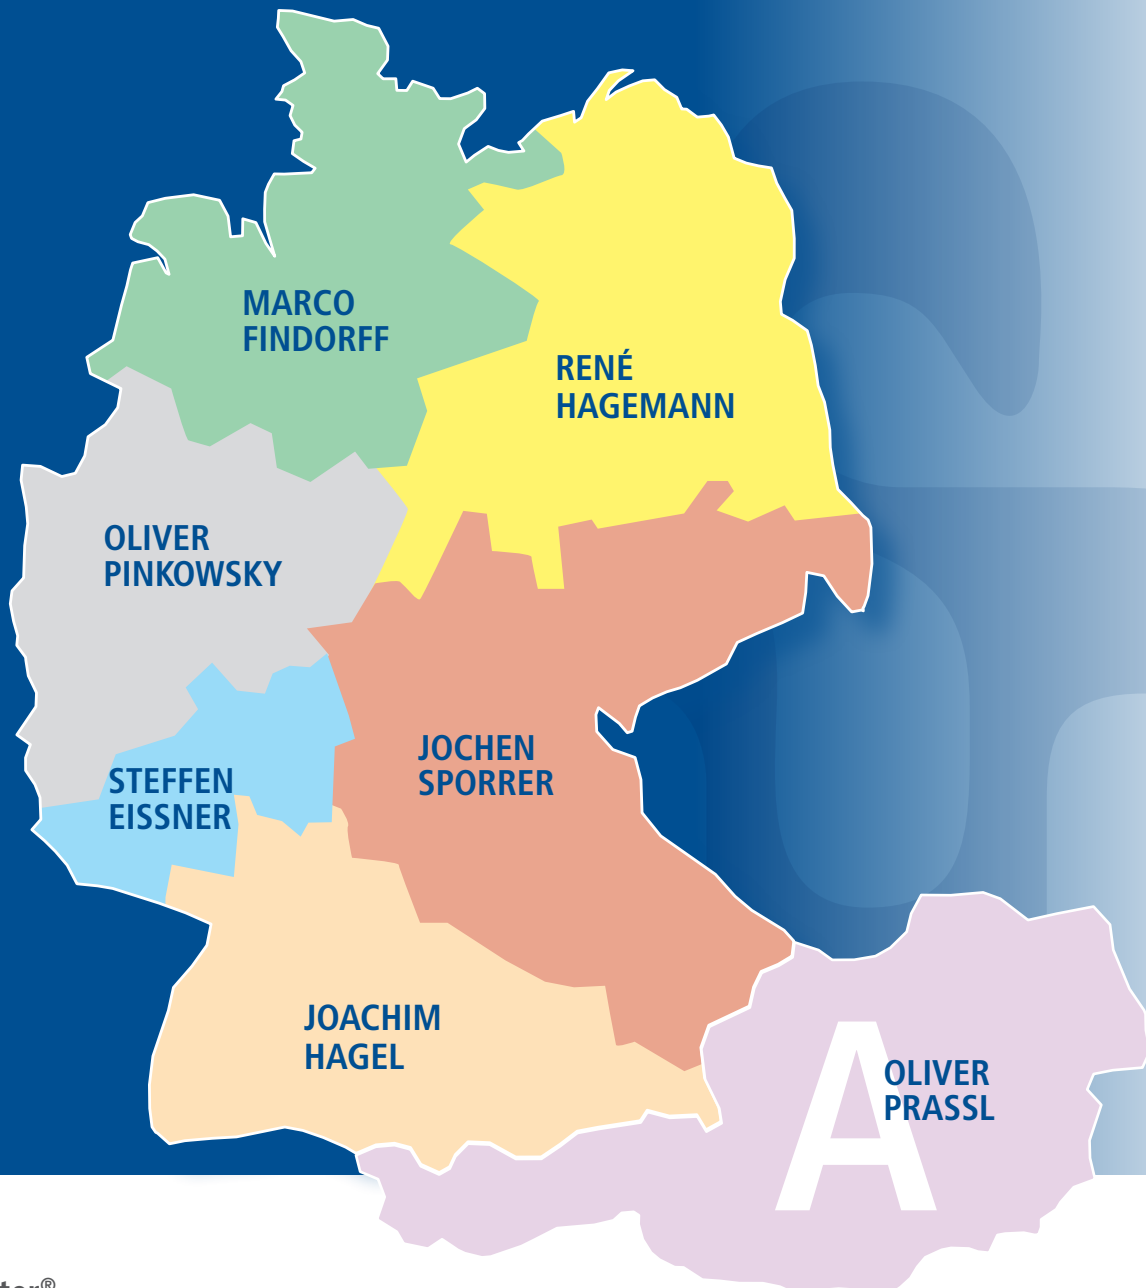 MARCO
FINDORFF
RENÉ
HAGEMANN
OLIVER
PINKOWSKY
JOCHEN
SPORRER
STEFFEN
EISSNER
JOACHIM
HAGEL
A
OLIVER
PRASSL